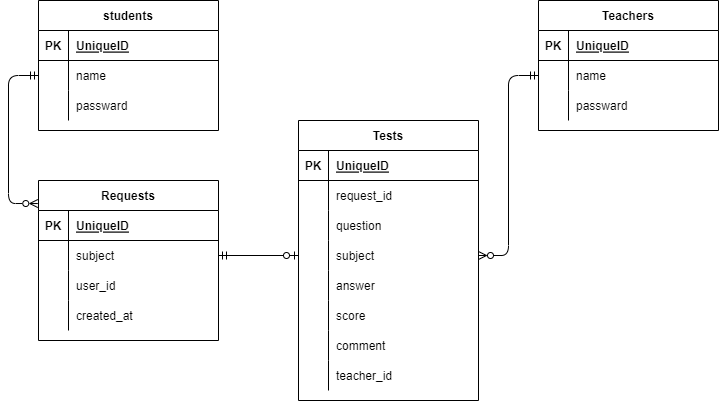 students
PK UniqueID
name
passward
Teachers
PK UniqueID
name
passward
Tests
PK UniqueID
request_id
question
subject
answer
score
comment
teacher_id
Requests
PK UniqueID
subject
user_id
created_at